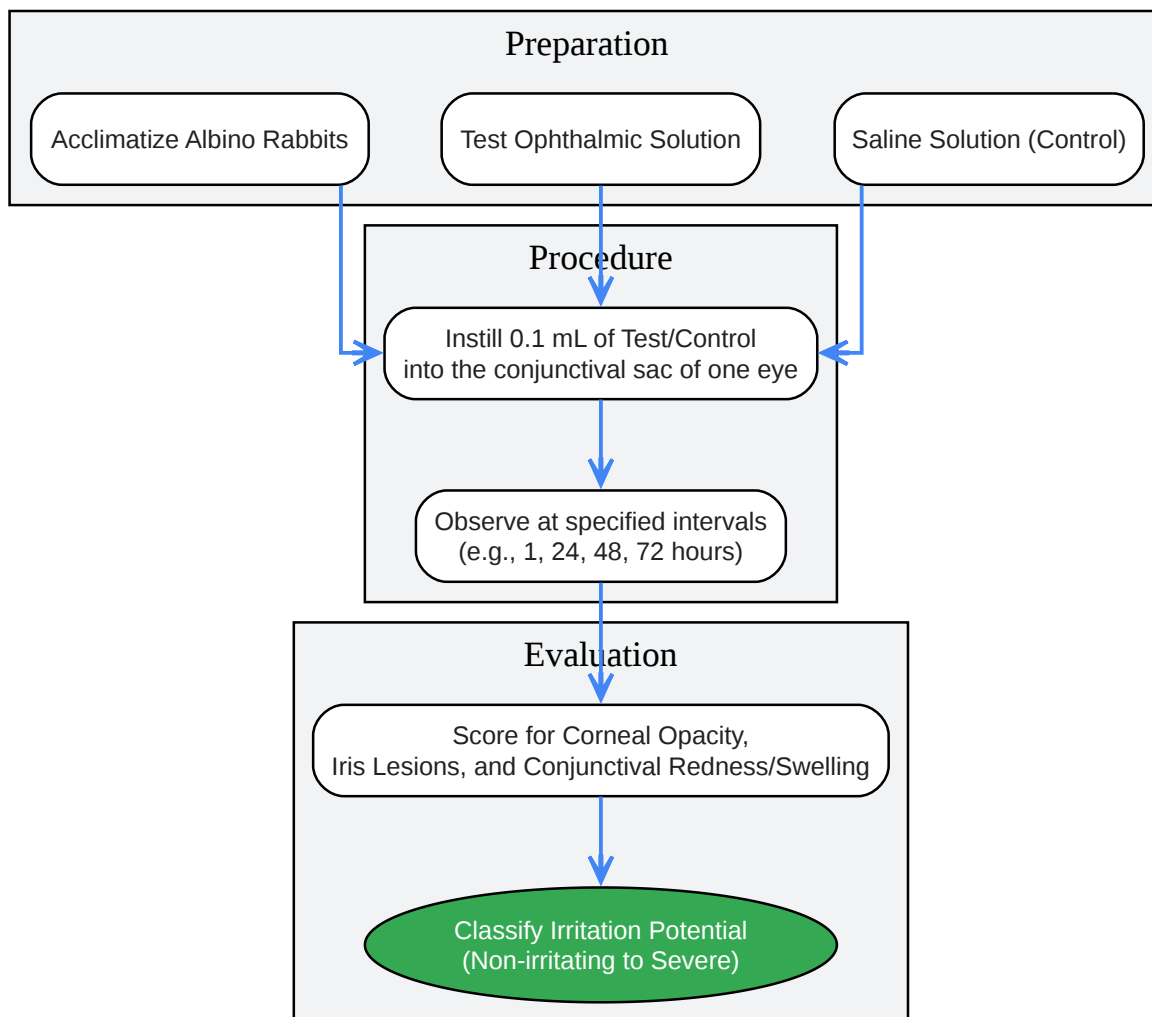 Preparation
Acclimatize Albino Rabbits
Test Ophthalmic Solution
Saline Solution (Control)
Procedure
Instill 0.1 mL of Test/Control
into the conjunctival sac of one eye
Observe at specified intervals
(e.g., 1, 24, 48, 72 hours)
Evaluation
Score for Corneal Opacity,
Iris Lesions, and Conjunctival Redness/Swelling
Classify Irritation Potential
(Non-irritating to Severe)